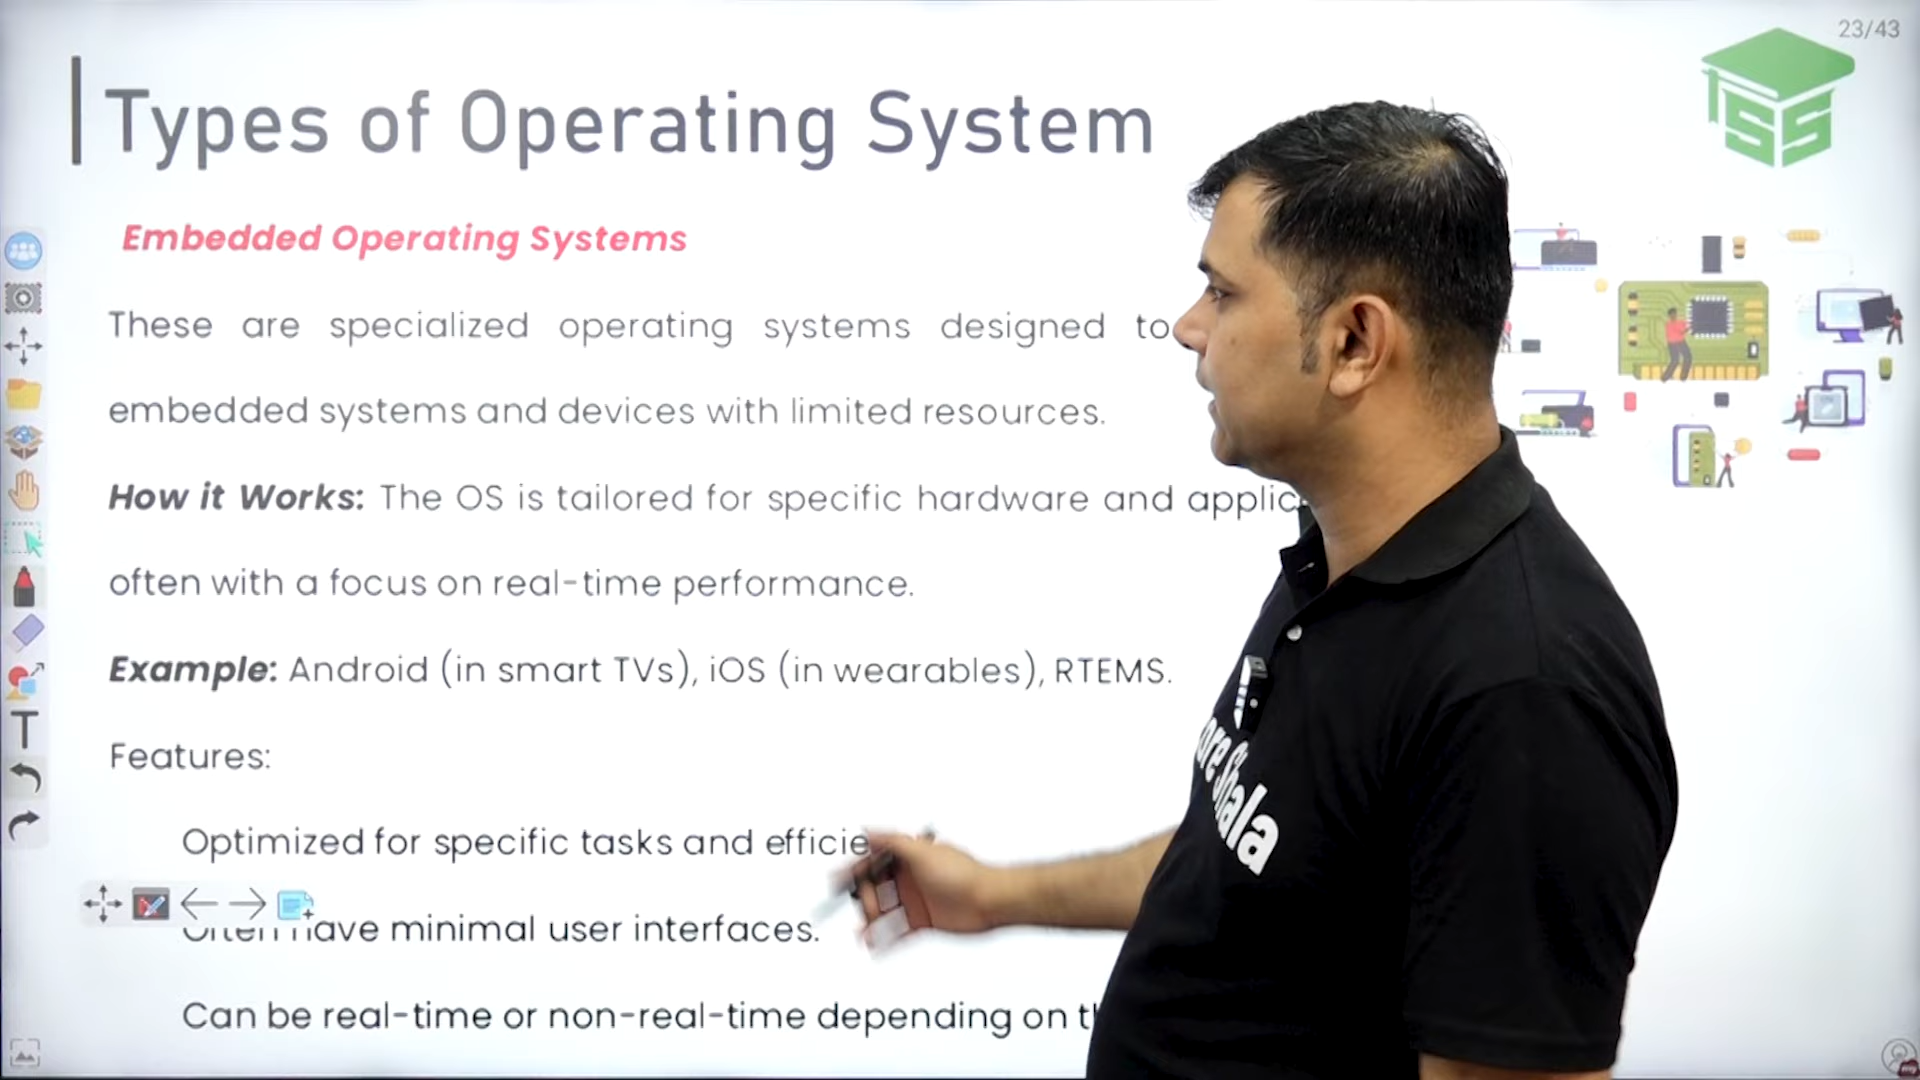 23/43
SS
Types of Operating System
Embedded Operating Systems
These are specialized operating systems designed to
embedded systems and devices with limited resources.
How it Works: The OS is tailored for specific hardware and
often with a focus on real-time performance.
Example: Android (in smart TVs), iOS (in wearables), RTEMS.
Features:
Optimized for specific tasks and
Often have minimal user interfaces.
Can be real-time or non-real-time depending on
Shala
T